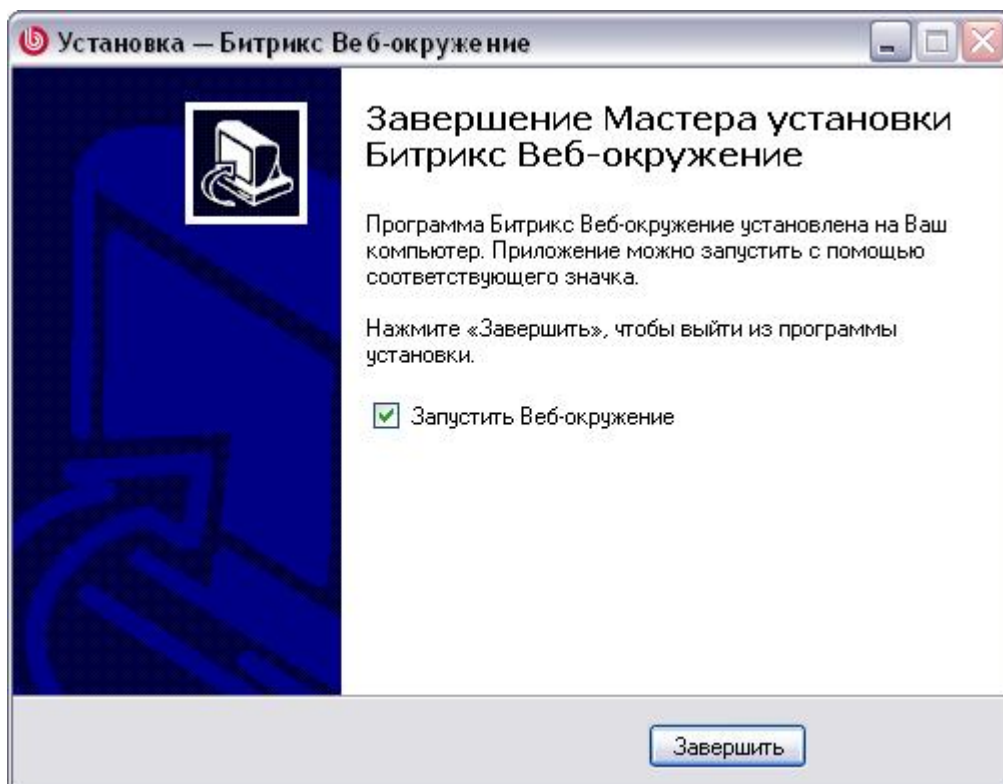 Установка — Битрикс Веб-окружение
Завершение Мастера установки
Битрикс Веб-окружение
Программа Битрикс Веб-окружение установлена на Ваш
компьютер. Приложение можно запустить с помощью
соответствующего значка.
Нажмите «Завершить», чтобы выйти из программы
установки.
Запустить Веб-окружение
Завершить